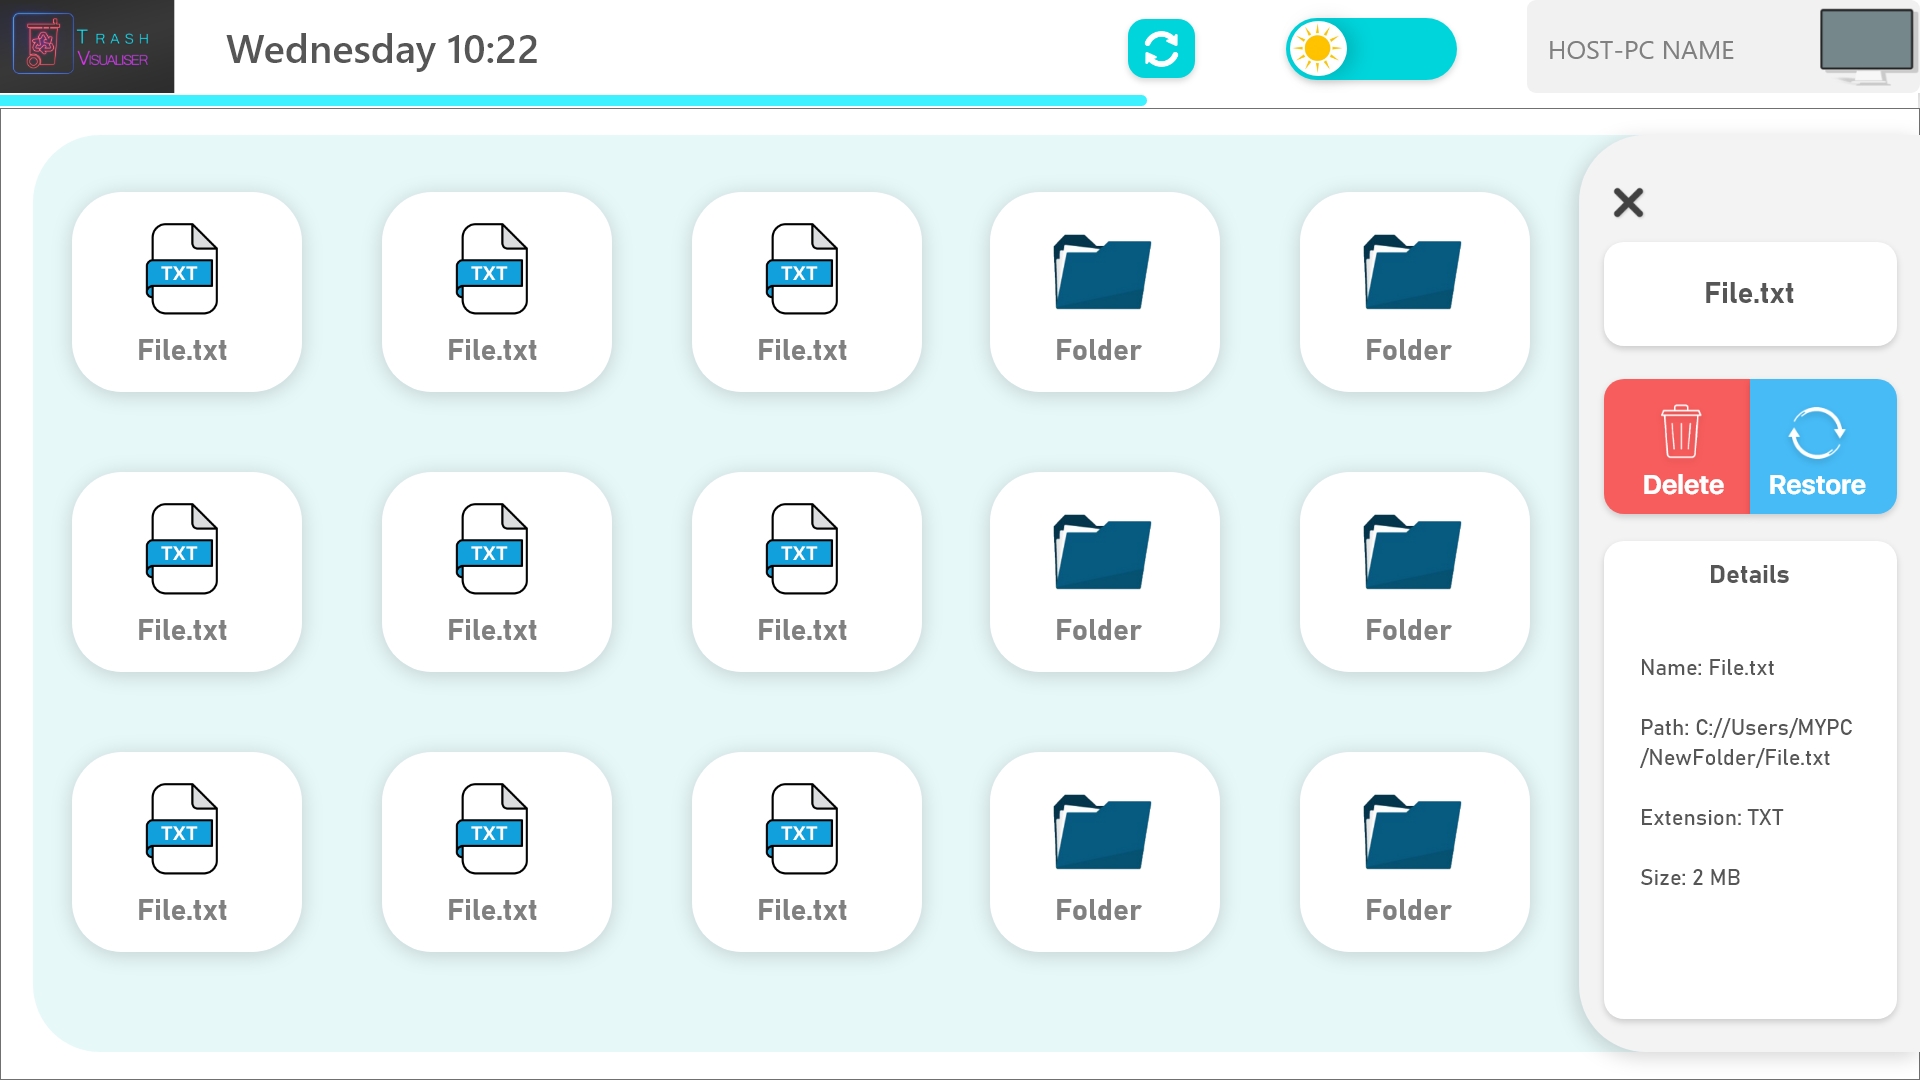 Trash
Visualiser
Wednesday 10:22
HOST-PC NAME
TXT
File.txt
TXT
File.txt
TXT
File.txt
Folder
Folder
TXT
File.txt
TXT
File.txt
TXT
File.txt
Folder
Folder
TXT
File.txt
TXT
File.txt
TXT
File.txt
Folder
Folder
File.txt
Delete
Restore
Details
Name: File.txt
Path: C://Users/MYPC
/NewFolder/File.txt
Extension: TXT
Size: 2 MB